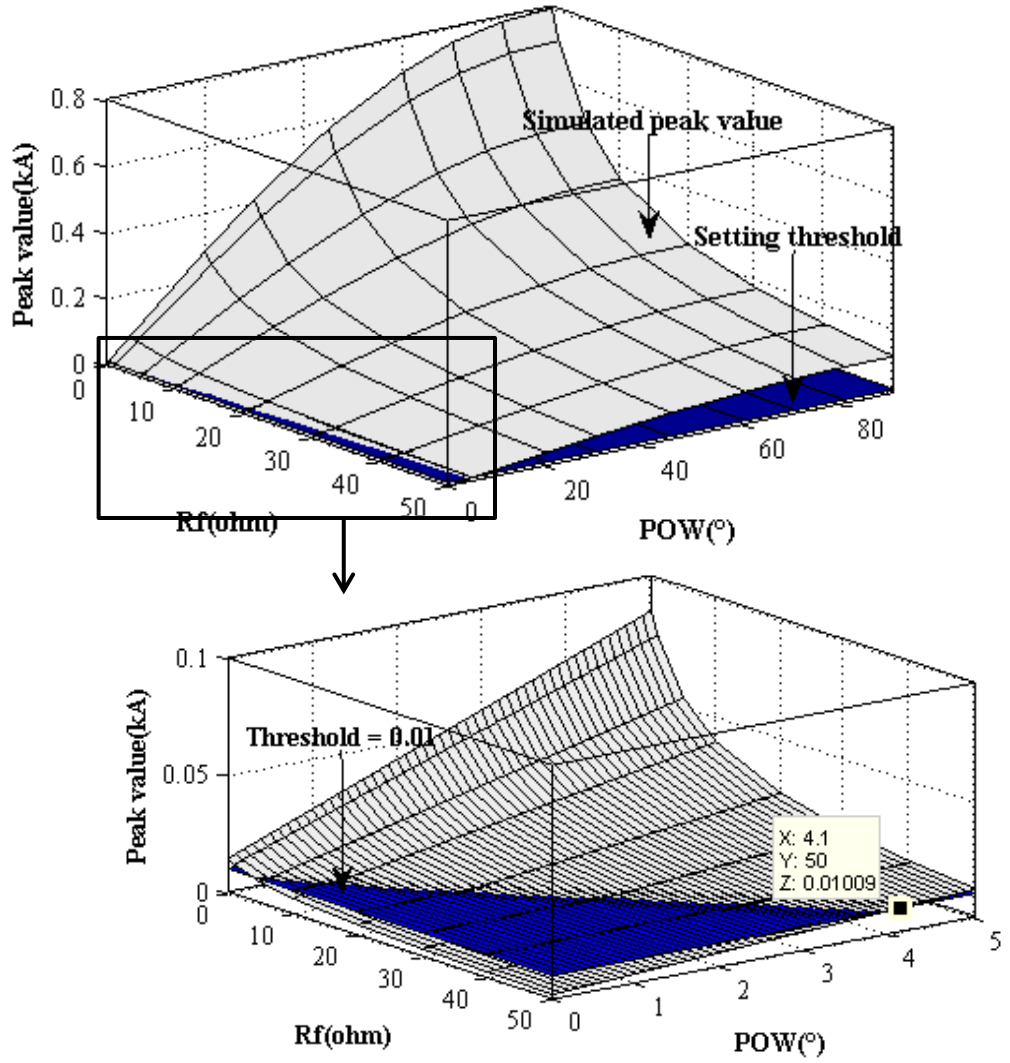 0.8
Simulated peak value
0.6
Peak value(kA)
0.4
Setting threshold
0.2
0
0
10
20
30
40
50
0
20
40
60
80
Rf(ohm)
POW(°)
0.1
Threshold = 0.01
0.05
Peak value(kA)
X: 4.1
Y: 50
Z: 0.01009
0
0
10
20
30
40
50
0
1
2
3
4
5
Rf(ohm)
POW(°)